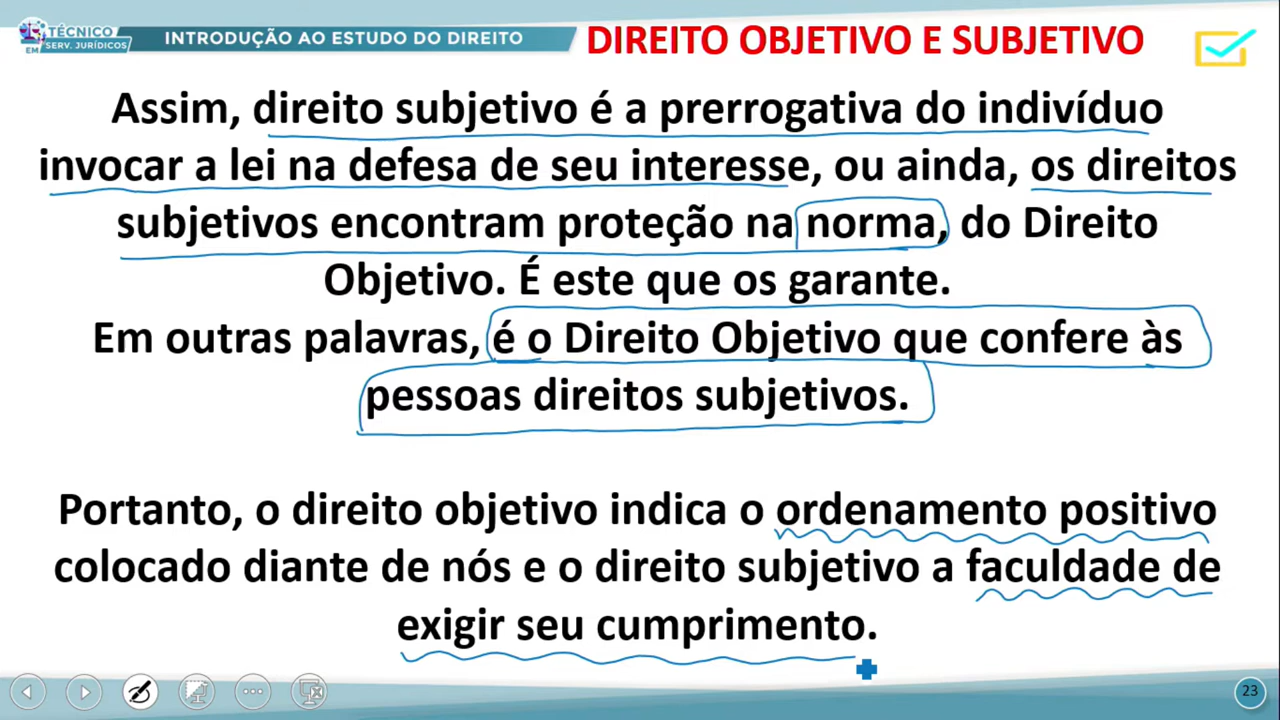 TÉCNICO
EM SERV. JURÍDICOS
INTRODUÇÃO AO ESTUDO DO DIREITO
DIREITO OBJETIVO E SUBJETIVO
Assim, direito subjetivo é a prerrogativa do indivíduo
invocar a lei na defesa de seu interesse, ou ainda, os direitos
subjetivos encontram proteção na norma, do Direito
Objetivo. É este que os garante.
Em outras palavras, é o Direito Objetivo que confere às
pessoas direitos subjetivos.
Portanto, o direito objetivo indica o ordenamento positivo
colocado diante de nós e o direito subjetivo a faculdade de
exigir seu cumprimento.
23